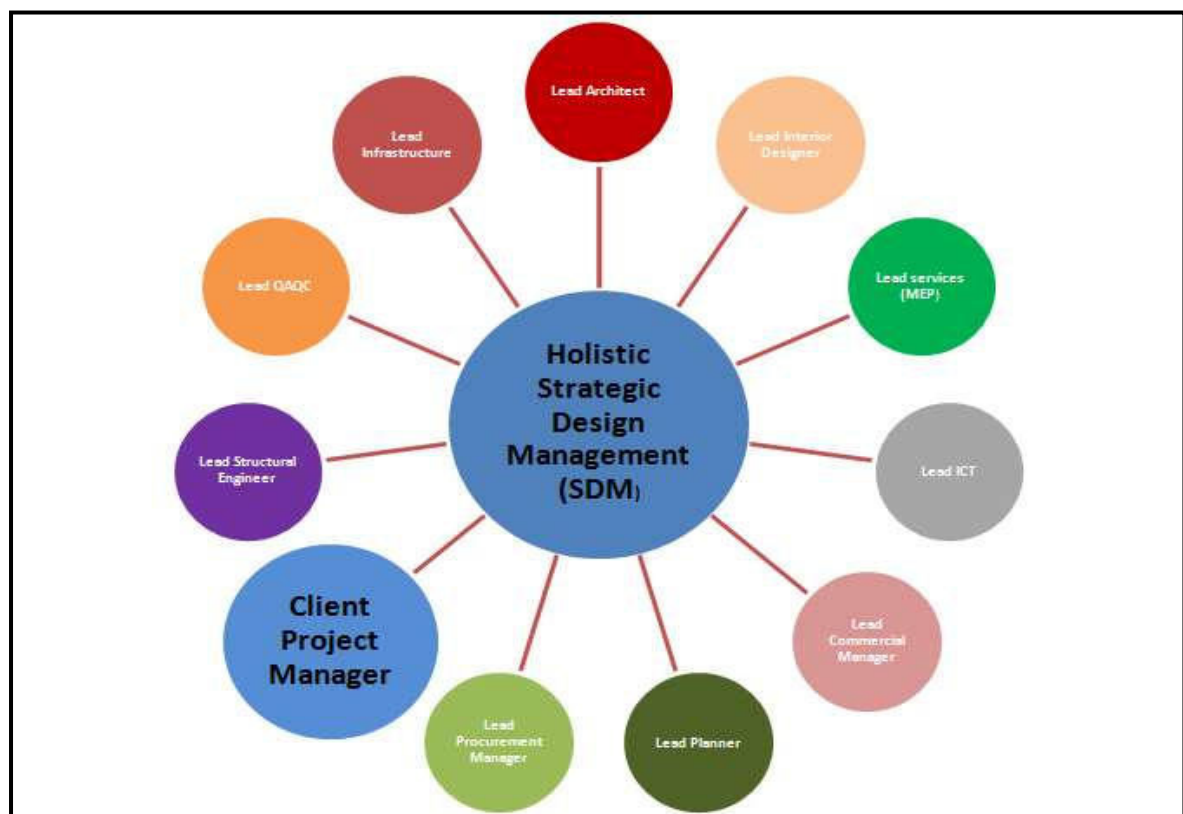 Lead Architect
Lead
Infrastructure
Lead Interior
Designer
Lead QAQC
Lead services
(MEP)
Holistic
Strategic
Design
Management
(SDM)
Lead Structural
Engineer
Lead ICT
Client
Project
Manager
Lead
Commercial
Manager
Lead
Procurement
Manager
Lead Planner